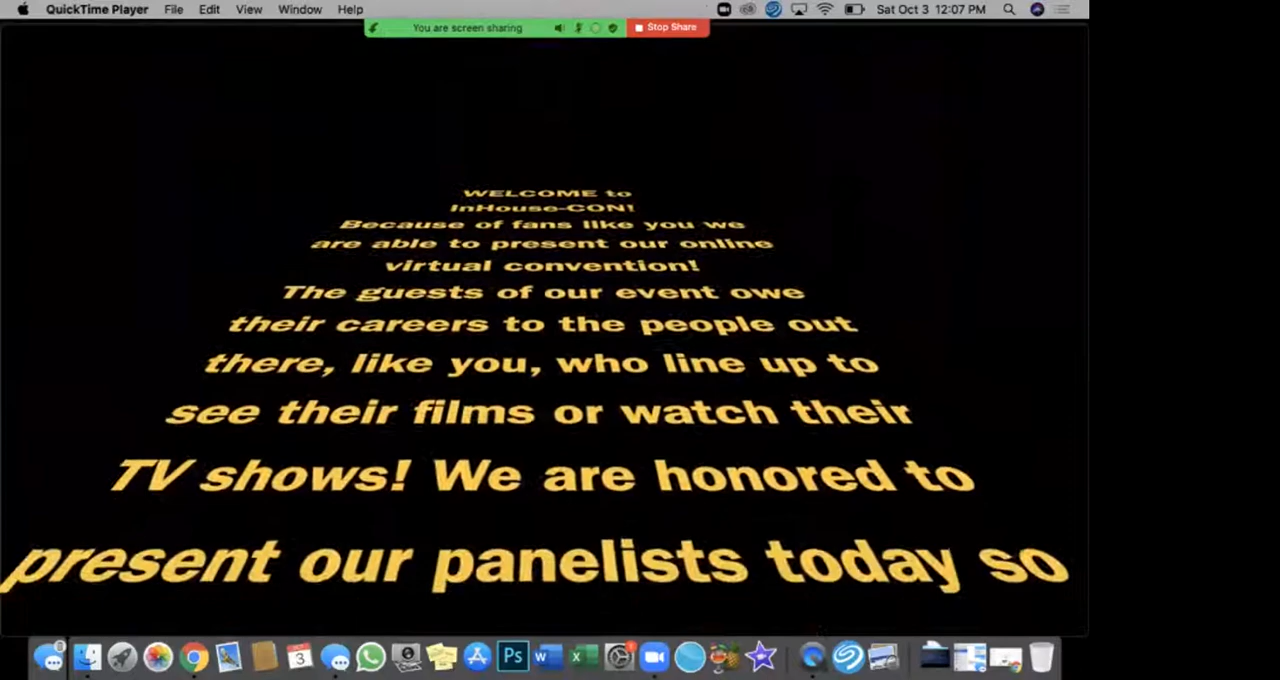 QuickTime Player File Edit View Window Help Sat Oct 3 12:07 PM
You are screen sharing Stop Share
WELCOME to
InHouse-CON!
Because of fans like you we
are able to present our online
virtual convention!
The guests of our event owe
their careers to the people out
there, like you, who line up to
see their films or watch their
TV shows! We are honored to
present our panelists today so
OCT 3 Ps W X